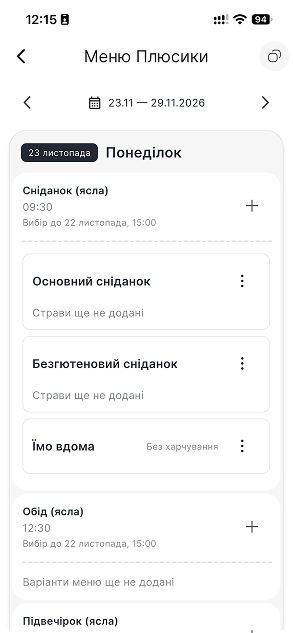 12:15
94
Меню Плюсики
23.11 — 29.11.2026
23 листопада Понеділок
Сніданок (ясла)
09:30
Вибір до 22 листопада, 15:00
Основний сніданок
Страви ще не додані
Безгютеновий сніданок
Страви ще не додані
Їмо вдома Без харчування
Обід (ясла)
12:30
Вибір до 22 листопада, 15:00
Варіанти меню ще не додані
Підвечірок (ясла)